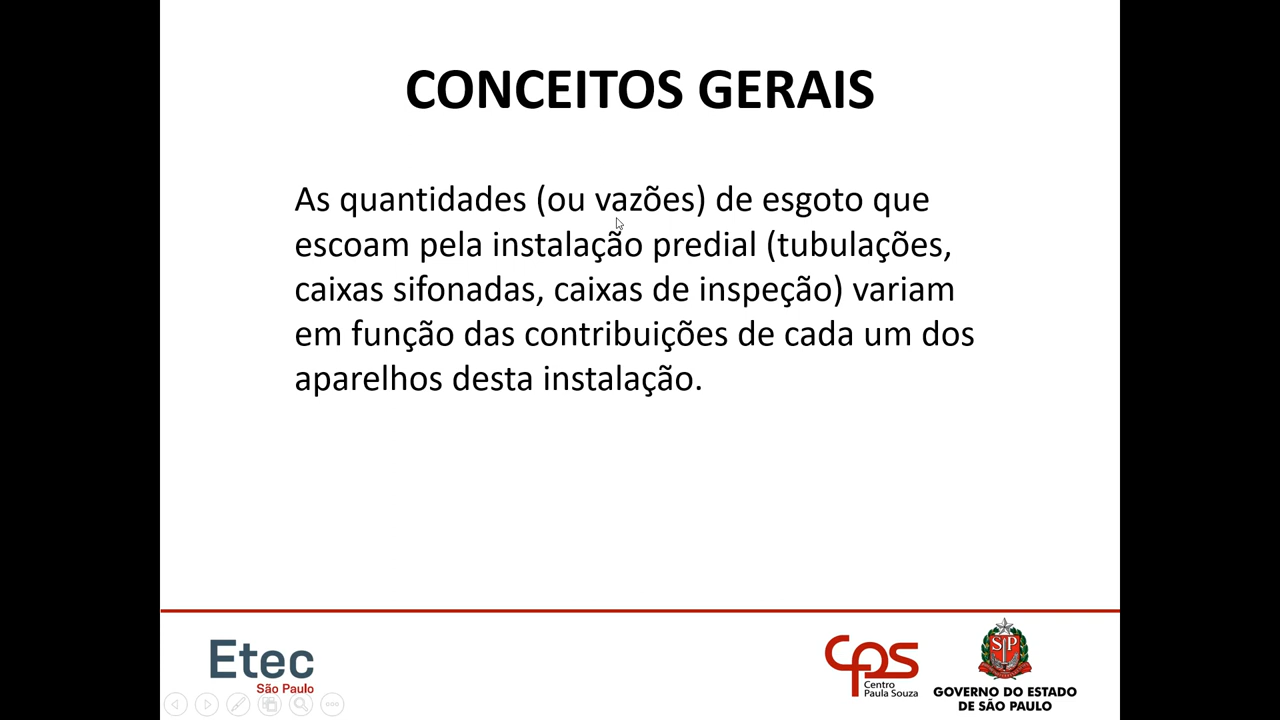 CONCEITOS GERAIS
As quantidades (ou vazões) de esgoto que
escoam pela instalação predial (tubulações,
caixas sifonadas, caixas de inspeção) variam
em função das contribuições de cada um dos
aparelhos desta instalação.
Etec
São Paulo
cps
Centro
Paula Souza
SP
GOVERNO DO ESTADO
DE SÃO PAULO